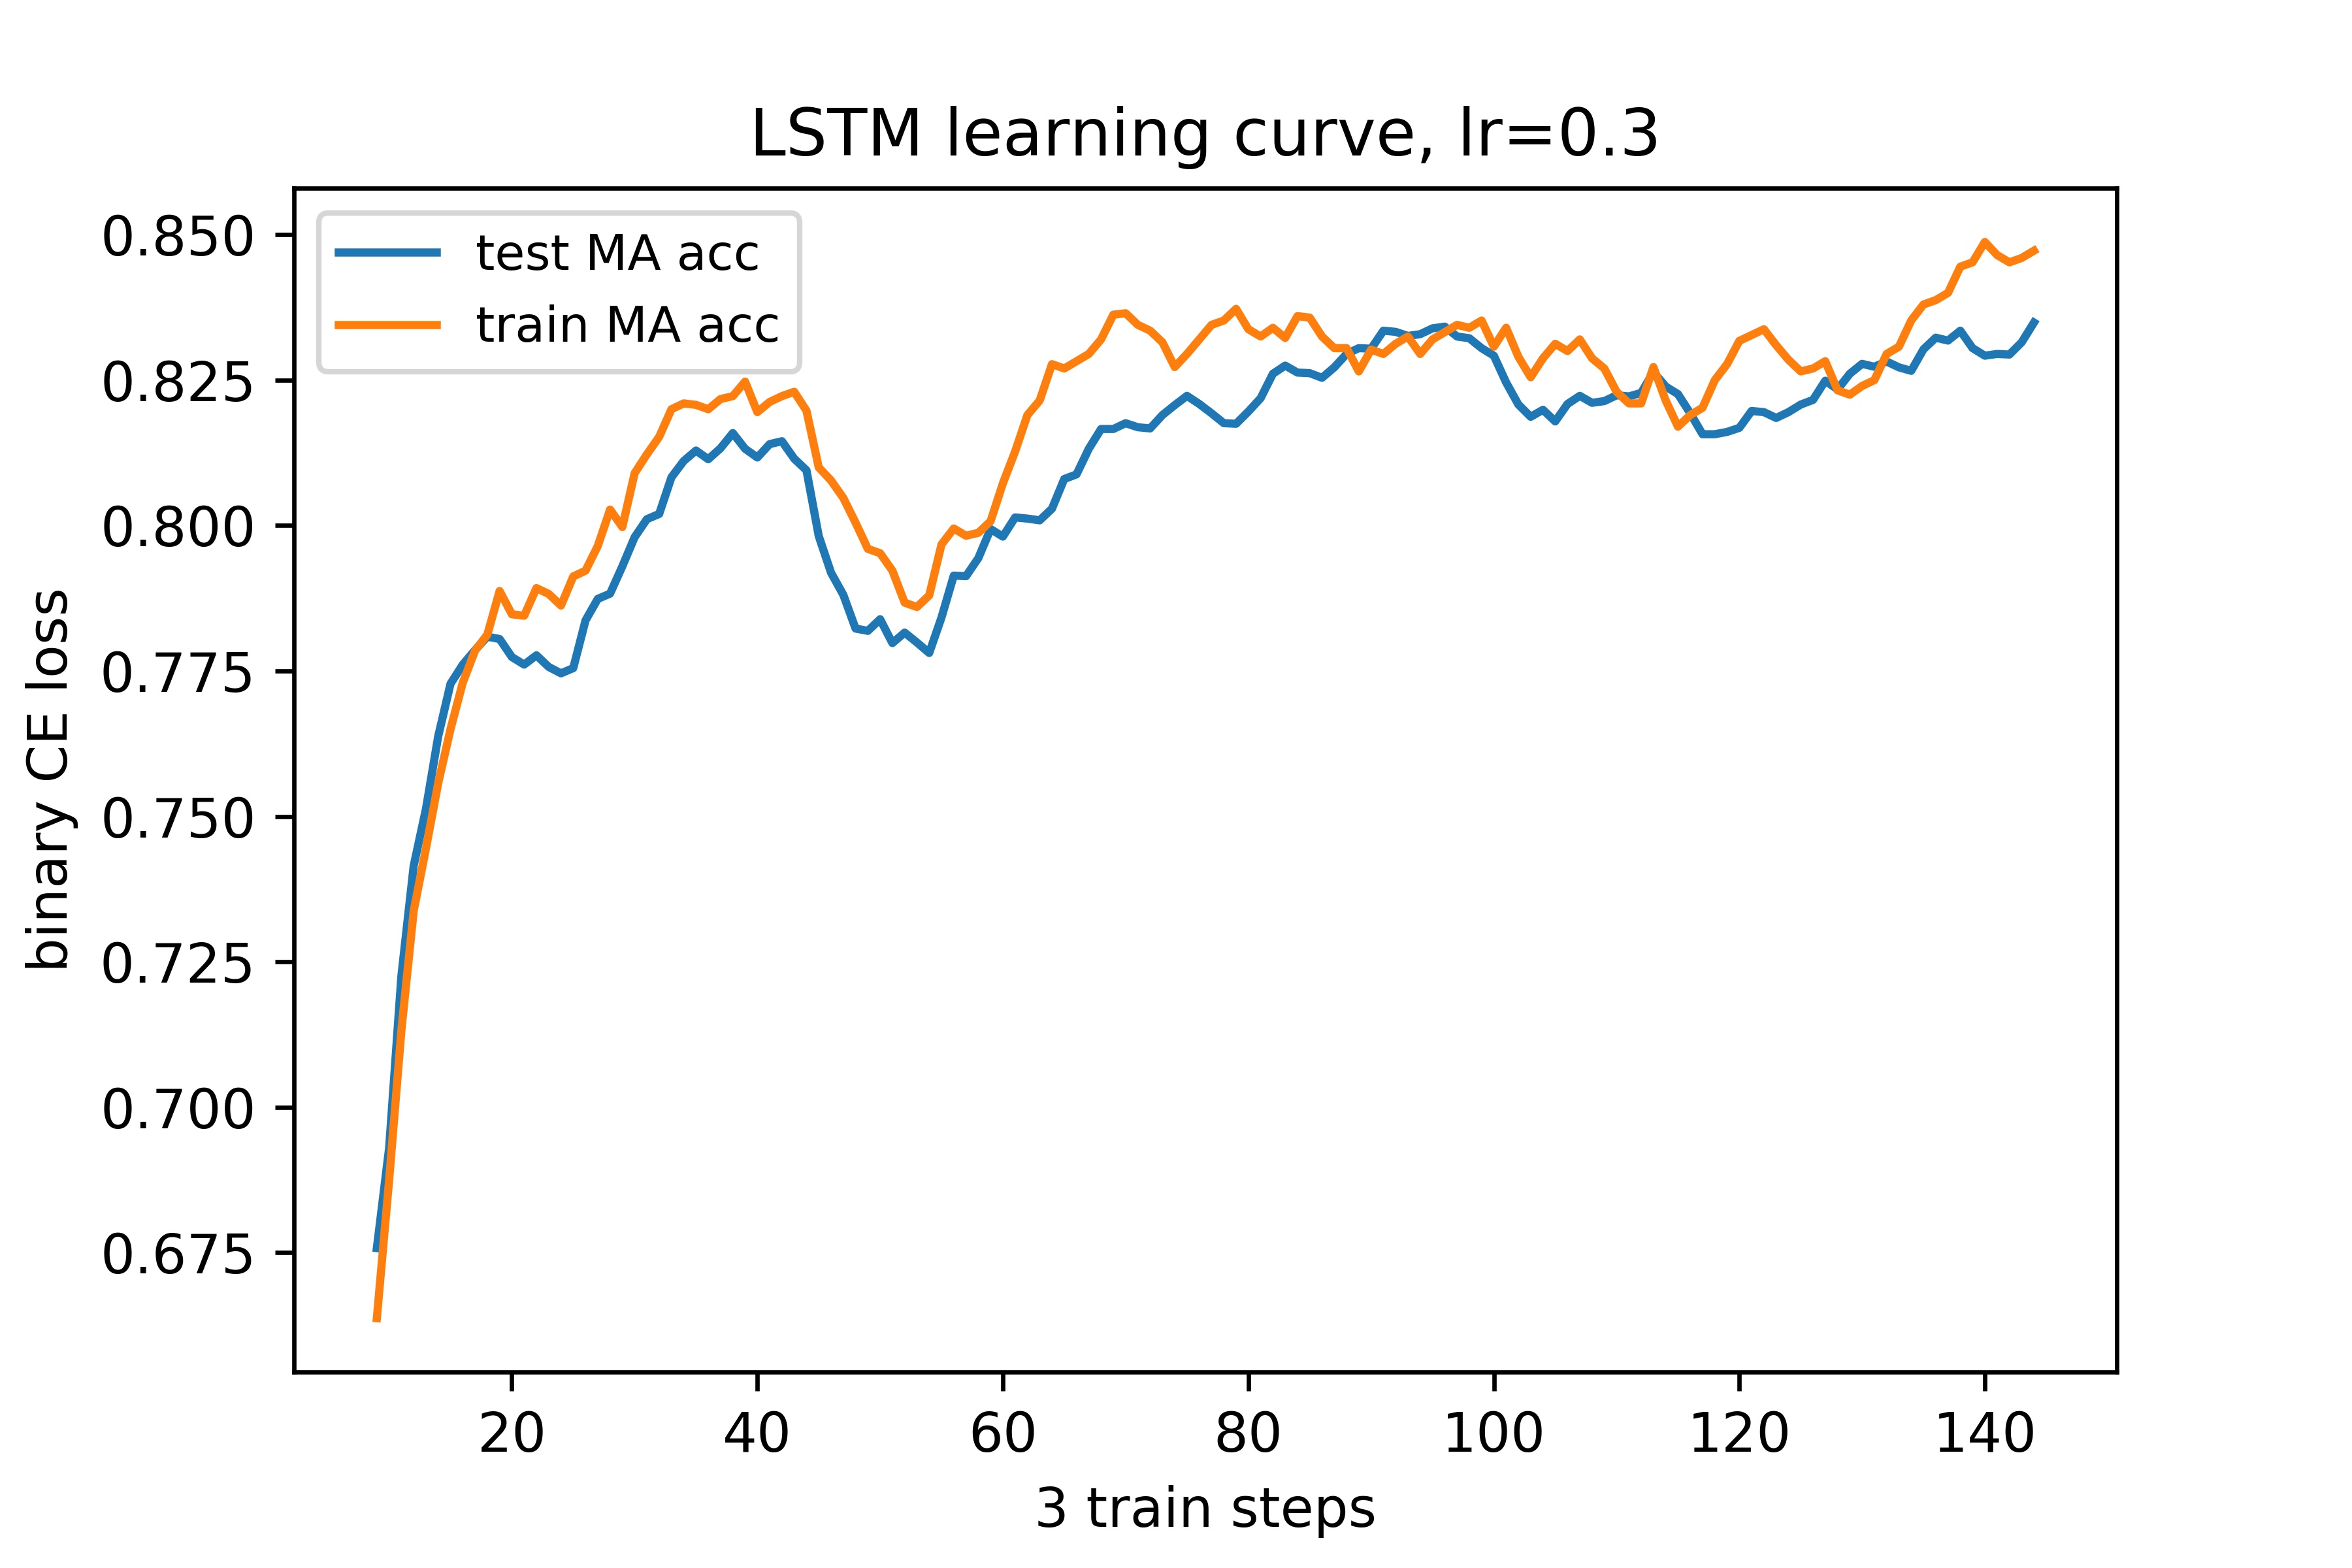 LSTM learning curve, lr=0.3
test MA acc
train MA acc
0.850
0.825
0.800
0.775
0.750
0.725
0.700
0.675
binary CE loss
20 40 60 80 100 120 140
3 train steps